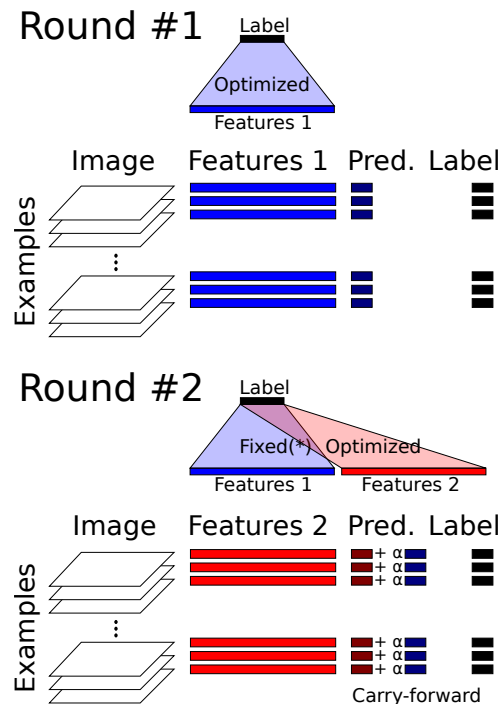 Round #1
Label
Optimized
Features 1
Image Features 1 Pred. Label
Examples
Round #2
Label
Fixed(*) Optimized
Features 1 Features 2
Image Features 2 Pred. Label
Examples
+ α
+ α
+ α
+ α
+ α
+ α
Carry-forward